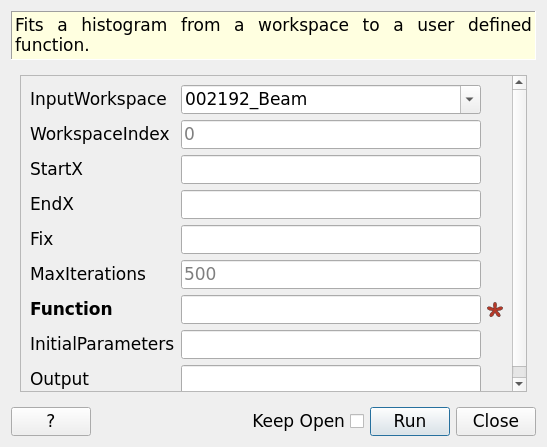 Fits a histogram from a workspace to a user defined
function.
InputWorkspace 002192_Beam
WorkspaceIndex 0
StartX
EndX
Fix
MaxIterations 500
Function *
InitialParameters
Output
? Keep Open Run Close